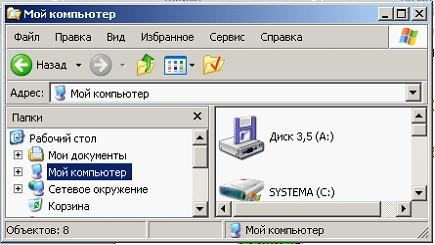 Мой компьютер
Файл Правка Вид Избранное Сервис Справка
Назад
Адрес: Мой компьютер
Папки
Рабочий стол
Мои документы
Мой компьютер
Сетевое окружение
Корзина
Диск 3,5 (A:)
SYSTEMA (C:)
Объектов: 8 Мой компьютер